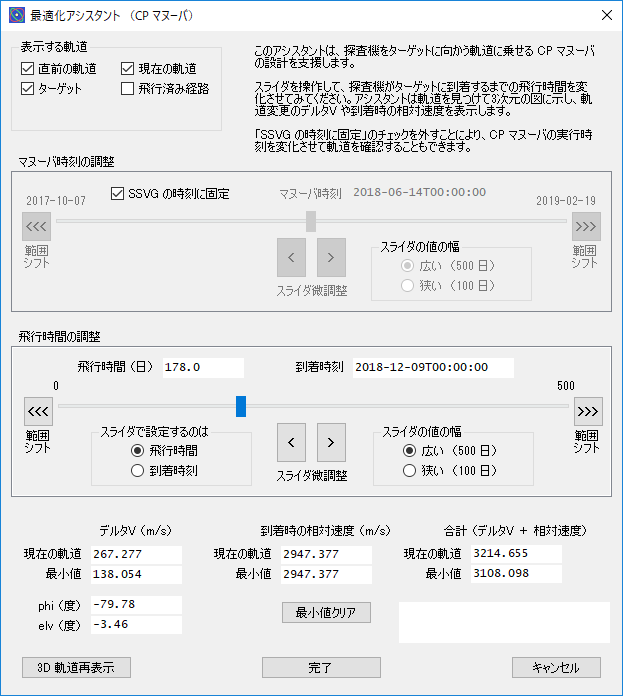 最適化アシスタント （CP マヌーバ）
表示する軌道
直前の軌道
現在の軌道
ターゲット
飛行済み経路
このアシスタントは、探査機をターゲットに向かう軌道に乗せる CP マヌーバ
の設計を支援します。
スライダを操作して、探査機がターゲットに到着するまでの飛行時間を変
化させてみてください。アシスタントは軌道を見つけて3次元の図に示し、軌
道変更のデルタV や到着時の相対速度を表示します。
「SSVG の時刻に固定」のチェックを外すことにより、CP マヌーバの実行時
刻を変化させて軌道を確認することもできます。
マヌーバ時刻の調整
2017-10-07
SSVG の時刻に固定
マヌーバ時刻
2018-06-14T00:00:00
2019-02-19
<<<
>>>
範囲
シフト
<
>
スライダ微調整
スライダの値の幅
広い （500 日）
狭い （100 日）
範囲
シフト
飛行時間の調整
飛行時間（日）
178.0
到着時刻
2018-12-09T00:00:00
0
500
<<<
>>>
範囲
シフト
スライダで設定するのは
飛行時間
到着時刻
<
>
スライダ微調整
スライダの値の幅
広い （500 日）
狭い （100 日）
範囲
シフト
デルタV（m/s）
到着時の相対速度（m/s）
合計（デルタV ＋ 相対速度）
現在の軌道 267.277
現在の軌道 2947.377
現在の軌道 3214.655
最小値 138.054
最小値 2947.377
最小値 3108.098
phi（度） -79.78
elv（度） -3.46
最小値クリア
3D 軌道再表示
完了
キャンセル